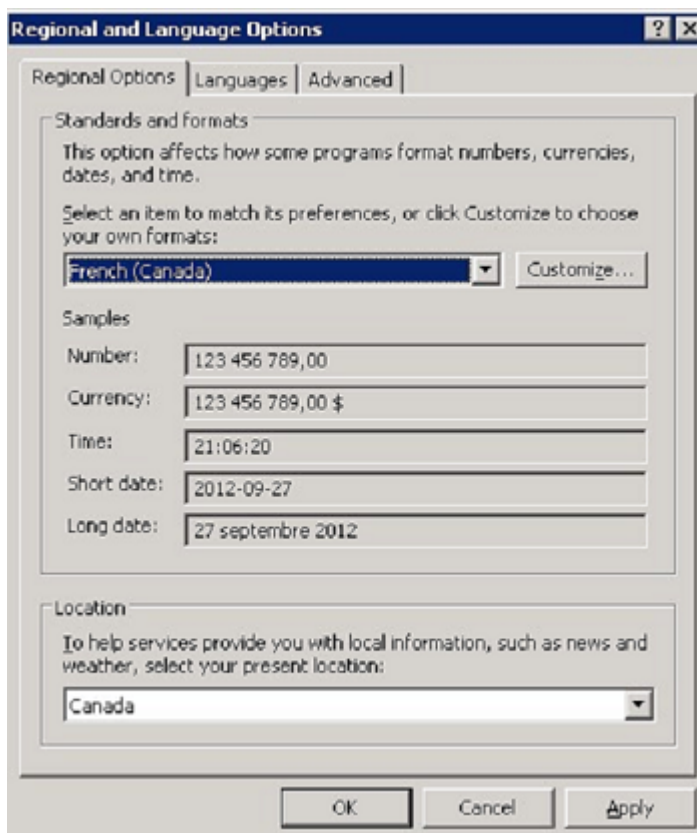 Regional and Language Options
Regional Options Languages Advanced
Standards and formats
This option affects how some programs format numbers, currencies,
dates, and time.
Select an item to match its preferences, or click Customize to choose
your own formats:
French (Canada) Customize...
Samples
Number: 123 456 789,00
Currency: 123 456 789,00 $
Time: 21:06:20
Short date: 2012-09-27
Long date: 27 septembre 2012
Location
To help services provide you with local information, such as news and
weather, select your present location:
Canada
OK Cancel Apply